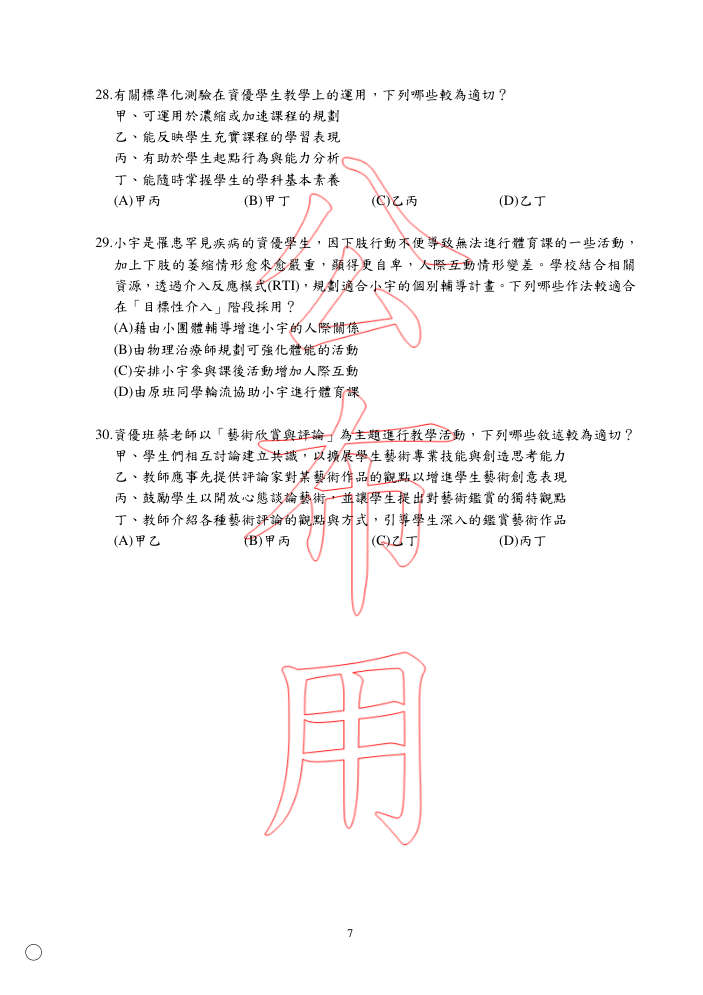 28.有關標準化測驗在資優學生教學上的運用，下列哪些較為適切？
甲、可運用於濃縮或加速課程的規劃
乙、能反映學生充實課程的學習表現
丙、有助於學生起點行為與能力分析
丁、能隨時掌握學生的學科基本素養
(A)甲丙 (B)甲丁 (C)乙丙 (D)乙丁
29.小宇是罹患罕見疾病的資優學生，因下肢行動不便導致無法進行體育課的一些活動，
加上下肢的萎縮情形愈來愈嚴重，顯得更自卑，人際互動情形變差。學校結合相關
資源，透過介入反應模式(RTI)，規劃適合小宇的個別輔導計畫。下列哪些作法較適合
在「目標性介入」階段採用？
(A)藉由小團體輔導增進小宇的人際關係
(B)由物理治療師規劃可強化體能的活動
(C)安排小宇參與課後活動增加人際互動
(D)由原班同學輪流協助小宇進行體育課
30.資優班蔡老師以「藝術欣賞與評論」為主題進行教學活動，下列哪些敘述較為適切？
甲、學生們相互討論建立共識，以擴展學生藝術專業技能與創造思考能力
乙、教師應事先提供評論家對某藝術作品的觀點以增進學生藝術創意表現
丙、鼓勵學生以開放心態談論藝術，並讓學生提出對藝術鑑賞的獨特觀點
丁、教師介紹各種藝術評論的觀點與方式，引導學生深入的鑑賞藝術作品
(A)甲乙 (B)甲丙 (C)乙丁 (D)丙丁
公
布
用
7